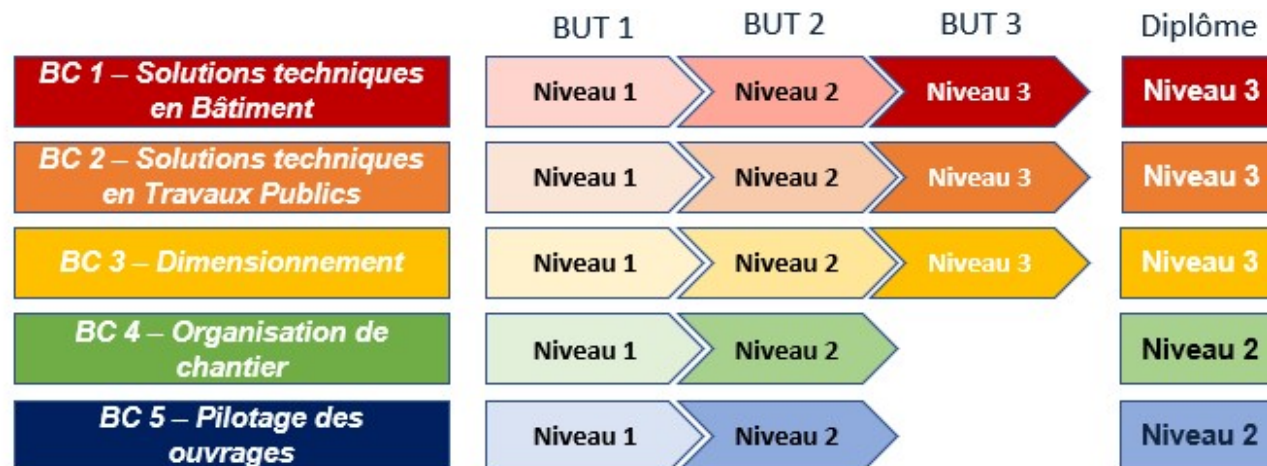 BUT 1 BUT 2 BUT 3 Diplôme
BC 1 – Solutions techniques
en Bâtiment
Niveau 1 Niveau 2 Niveau 3 Niveau 3
BC 2 – Solutions techniques
en Travaux Publics
Niveau 1 Niveau 2 Niveau 3 Niveau 3
BC 3 – Dimensionnement
Niveau 1 Niveau 2 Niveau 3 Niveau 3
BC 4 – Organisation de
chantier
Niveau 1 Niveau 2 Niveau 2
BC 5 – Pilotage des
ouvrages
Niveau 1 Niveau 2 Niveau 2